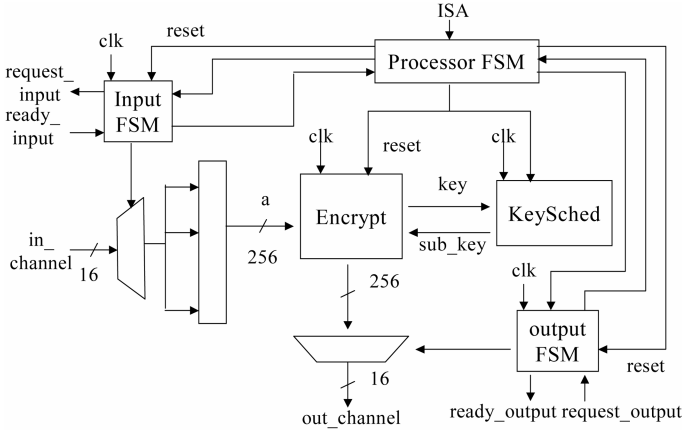 ISA
clk
reset
Processor FSM
request_
input
ready_
input
Input
FSM
clk
reset
clk
a
256
Encrypt
key
sub_key
KeySched
in_
channel
16
256
clk
output
FSM
reset
16
out_channel
ready_output
request_output